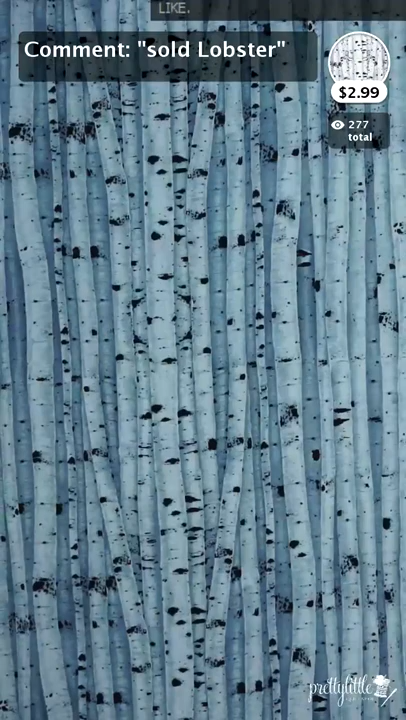 LIKE.
Comment: "sold Lobster"
$2.99
277
total
prettylittle